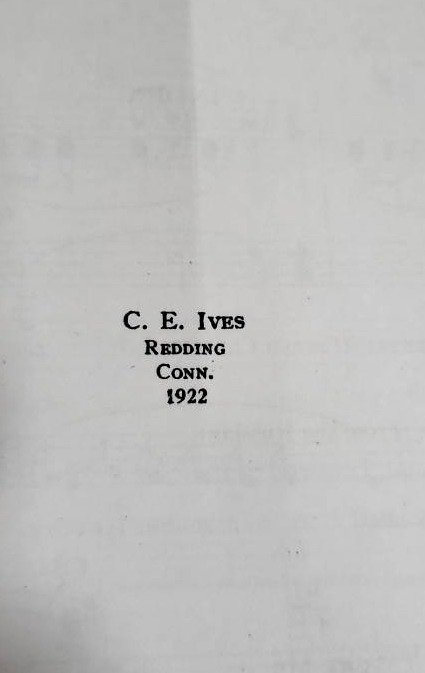 C. E. Ives
Redding
Conn.
1922